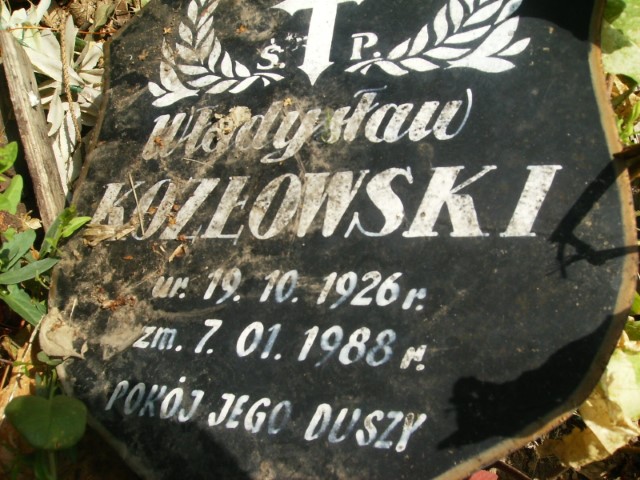 Ś. P.
Władysław
KOZŁOWSKI
ur. 19. 10. 1926 r.
zm. 7. 01. 1988 r.
POKÓJ JEGO DUSZY